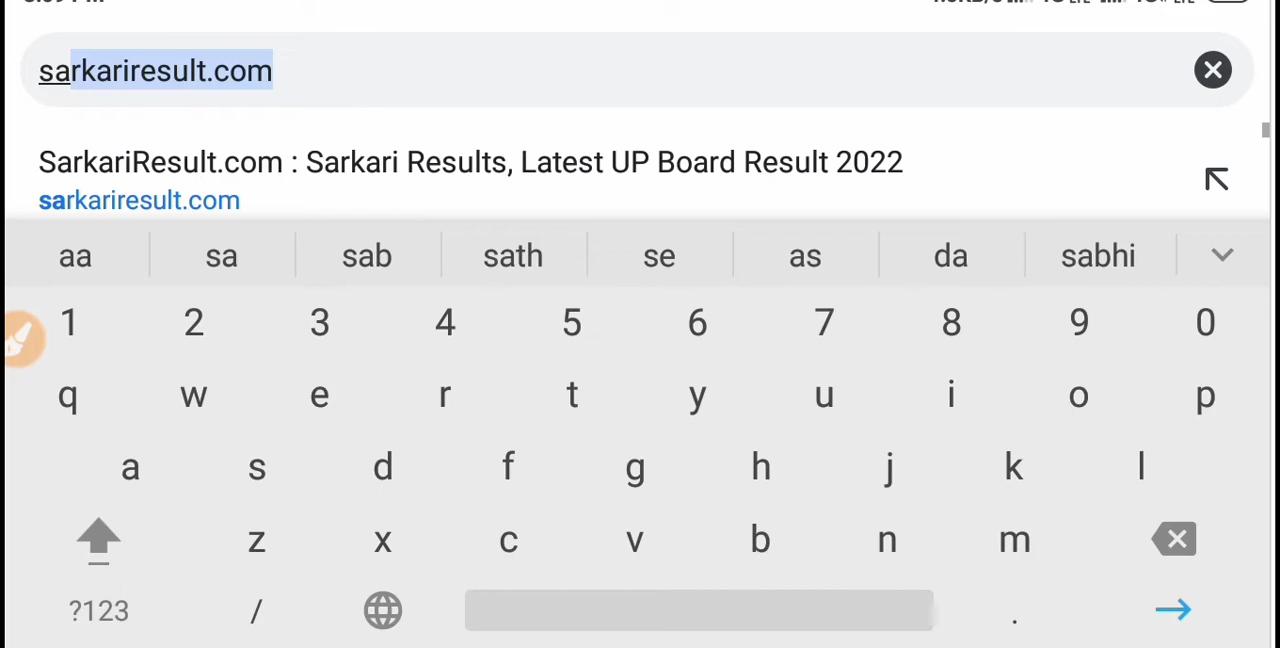 sarkariresult.com
SarkariResult.com : Sarkari Results, Latest UP Board Result 2022
sarkariresult.com
aa sa sab sath se as da sabhi
1 2 3 4 5 6 7 8 9 0
q w e r t y u i o p
a s d f g h j k l
z x c v b n m
?123 / .